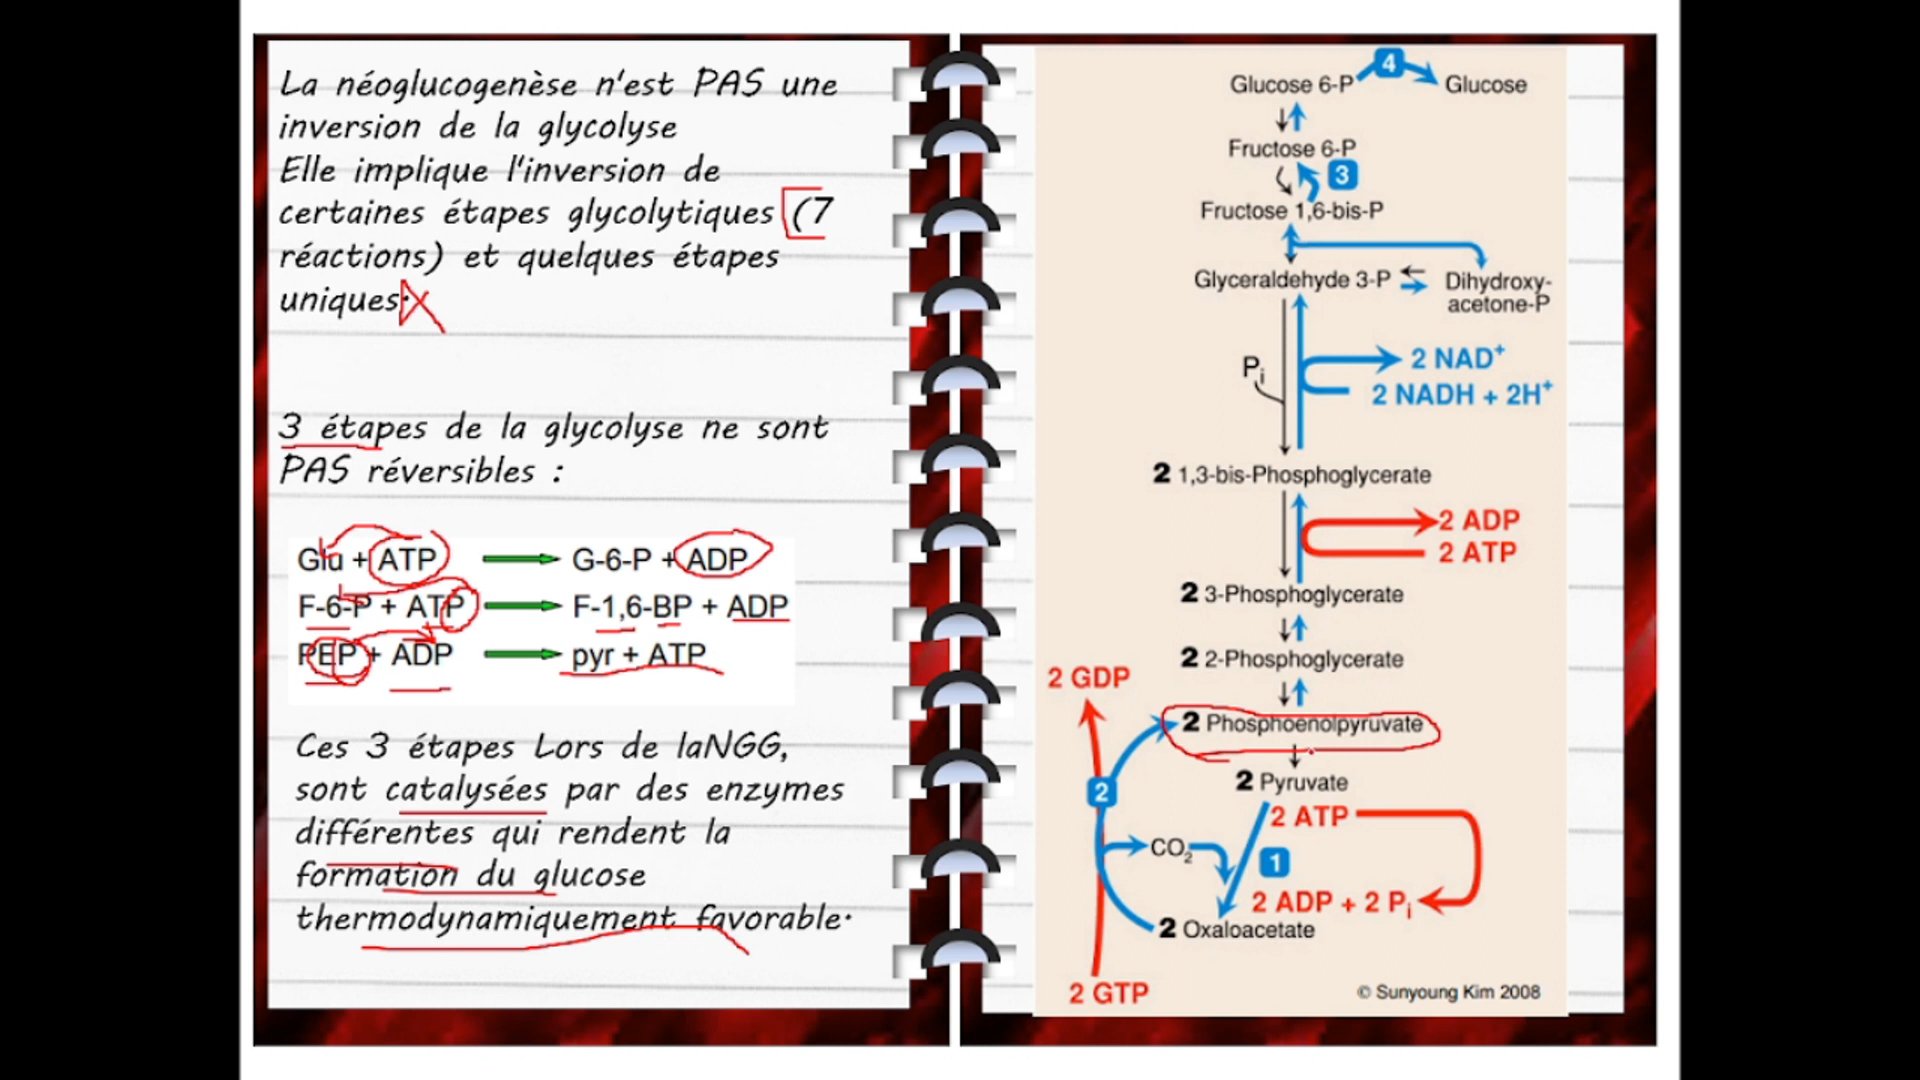 La néoglucogenèse n'est PAS une
inversion de la glycolyse
Elle implique l'inversion de
certaines étapes glycolytiques (7
réactions) et quelques étapes
uniques.
3 étapes de la glycolyse ne sont
PAS réversibles :
Glu + ATP G-6-P + ADP
F-6-P + ATP F-1,6-BP + ADP
PEP + ADP pyr + ATP
Ces 3 étapes Lors de laNGG,
sont catalysées par des enzymes
différentes qui rendent la
formation du glucose
thermodynamiquement favorable.
4
Glucose 6-P Glucose
Fructose 6-P
3
Fructose 1,6-bis-P
Glyceraldehyde 3-P Dihydroxy-
acetone-P
2 NAD+
Pi
2 NADH + 2H+
2 1,3-bis-Phosphoglycerate
2 ADP
2 ATP
2 3-Phosphoglycerate
2 2-Phosphoglycerate
2 GDP
2 Phosphoenolpyruvate
2 Pyruvate
2
2 ATP
CO2
1
2 ADP + 2 Pi
2 Oxaloacetate
2 GTP
© Sunyoung Kim 2008